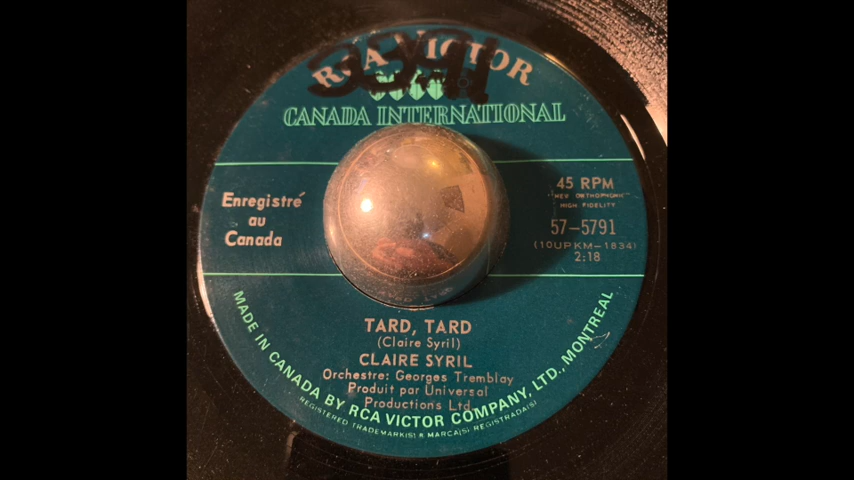 RCA VICTOR
CANADA INTERNATIONAL
Enregistré
au
Canada
45 RPM
"NEW ORTHOPHONIC"
HIGH FIDELITY
57-5791
(10UPKM-1834)
2:18
TARD, TARD
(Claire Syril)
CLAIRE SYRIL
Orchestre: Georges Tremblay
Produit par Universal
Productions Ltd.
MADE IN CANADA BY RCA VICTOR COMPANY, LTD., MONTREAL
REGISTERED TRADEMARK(S) & MARCA(S) REGISTRADA(S)